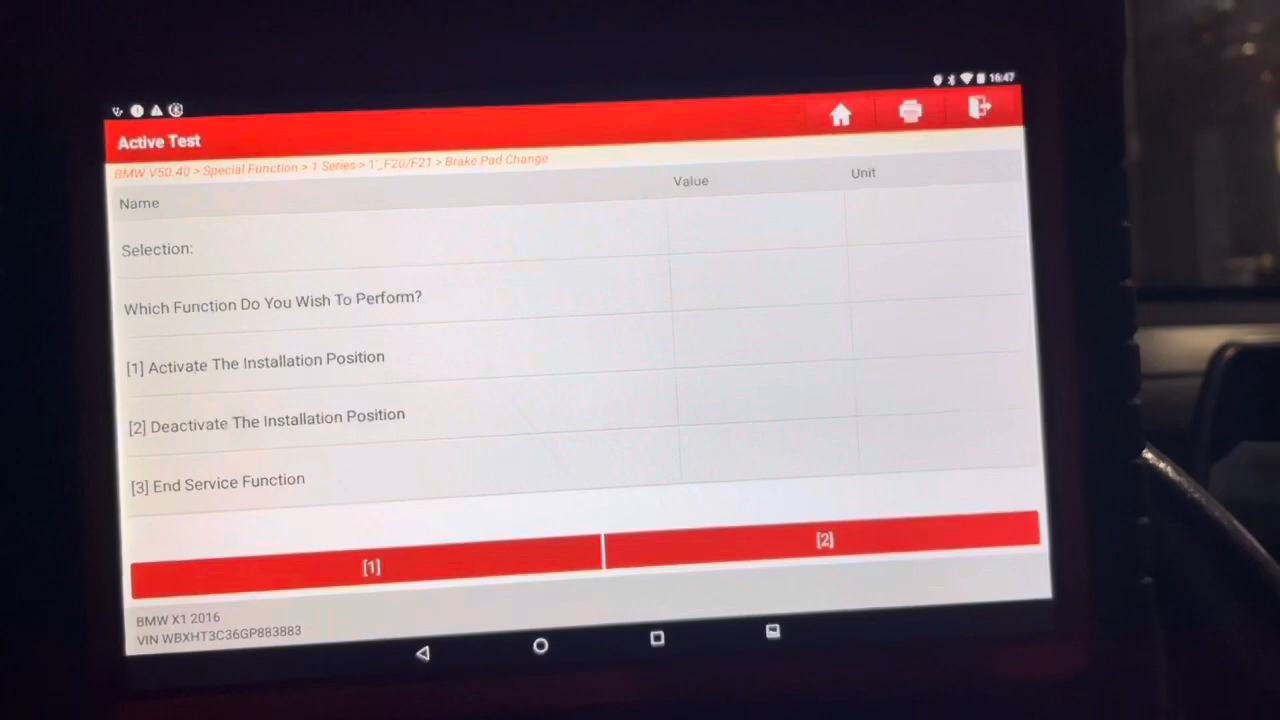 16:47
Active Test
BMW V50.40 > Special Function > 1 Series > 1'_F20/F21 > Brake Pad Change
Name Value Unit
Selection:
Which Function Do You Wish To Perform?
[1] Activate The Installation Position
[2] Deactivate The Installation Position
[3] End Service Function
[1] [2]
BMW X1 2016
VIN WBXHT3C36GP883883